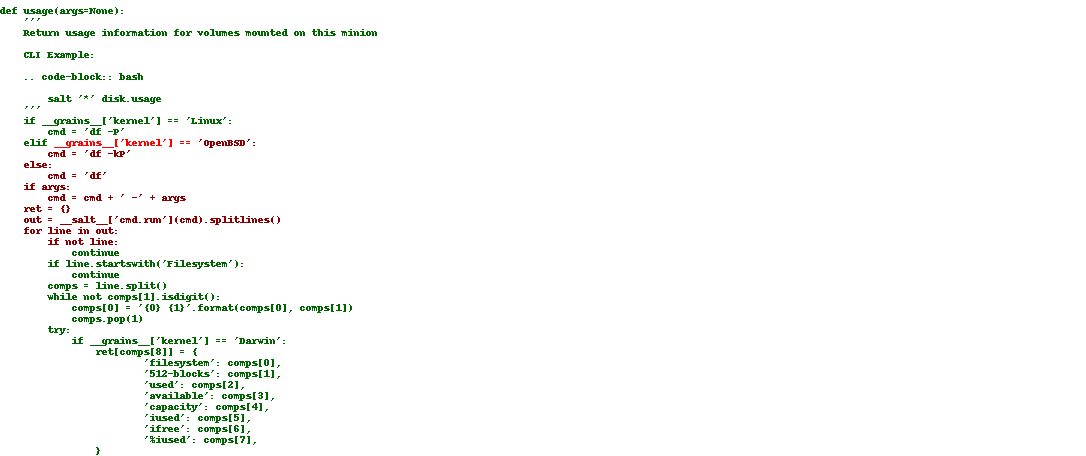 def usage(args=None):
    '''
    Return usage information for volumes mounted on this minion

    CLI Example:

    .. code-block:: bash

        salt '*' disk.usage
    '''
    if __grains__['kernel'] == 'Linux':
        cmd = 'df -P'
    elif __grains__['kernel'] == 'OpenBSD':
        cmd = 'df -kP'
    else:
        cmd = 'df'
    if args:
        cmd = cmd + ' -' + args
    ret = {}
    out = __salt__['cmd.run'](cmd).splitlines()
    for line in out:
        if not line:
            continue
        if line.startswith('Filesystem'):
            continue
        comps = line.split()
        while not comps[1].isdigit():
            comps[0] = '{0} {1}'.format(comps[0], comps[1])
            comps.pop(1)
        try:
            if __grains__['kernel'] == 'Darwin':
                ret[comps[8]] = {
                        'filesystem': comps[0],
                        '512-blocks': comps[1],
                        'used': comps[2],
                        'available': comps[3],
                        'capacity': comps[4],
                        'iused': comps[5],
                        'ifree': comps[6],
                        '%iused': comps[7],
                }